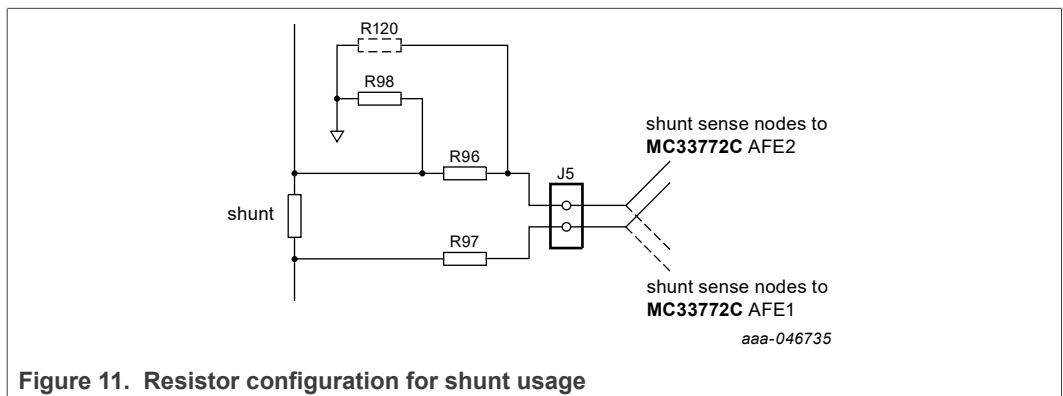 R120
R98
R96
J5
shunt sense nodes to
MC33772C AFE2
shunt
R97
shunt sense nodes to
MC33772C AFE1
aaa-046735
Figure 11. Resistor configuration for shunt usage